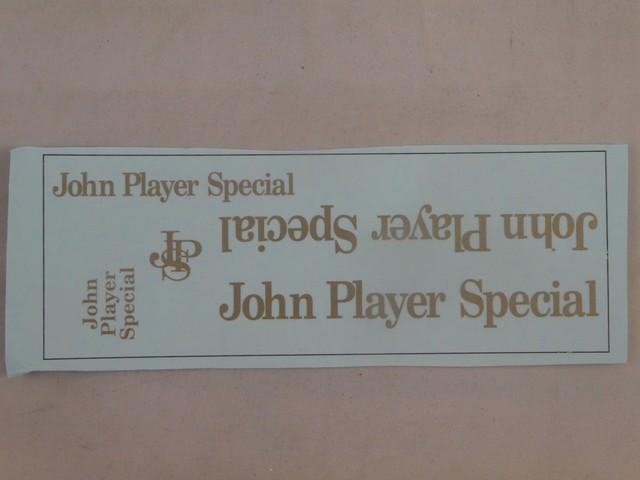 John Player Special
John Player Special
JPS
John
Player
Special
John Player Special